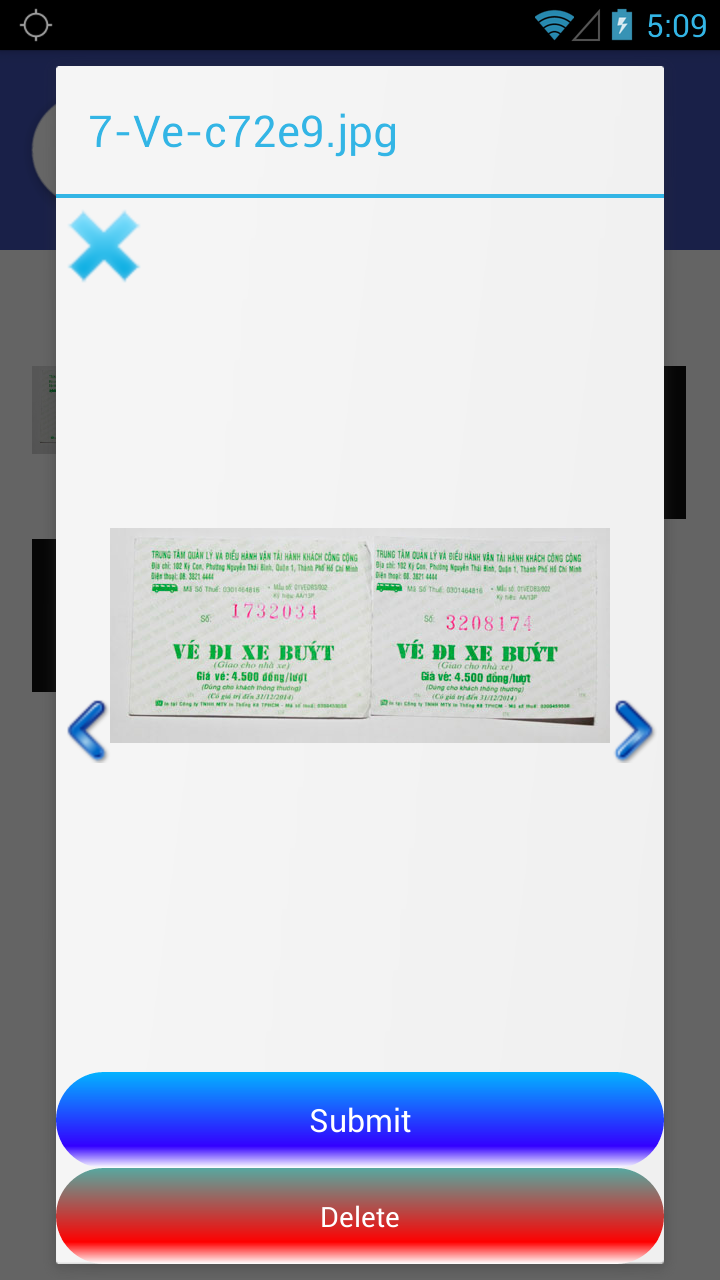 5:09
7-Ve-c72e9.jpg
TRUNG TÂM QUẢN LÝ VÀ ĐIỀU HÀNH VẬN TẢI HÀNH KHÁCH CÔNG CỘNG
Địa chỉ: 102 Ký Con, Phường Nguyễn Thái Bình, Quận 1, Thành Phố Hồ Chí Minh
Điện thoại: 08. 3821 4444
Mã Số Thuế: 0301464816
Mẫu số: 01VEDB3/002
Ký hiệu: AA/13P
Số: 1732034
VÉ ĐI XE BUÝT
(Giao cho nhà xe)
Giá vé: 4.500 đồng/lượt
(Dùng cho khách thông thường)
(Có giá trị đến 31/12/2014)
In tại Công ty TNHH MTV In Thống Kê TPHCM - Mã số thuế:
TRUNG TÂM QUẢN LÝ VÀ ĐIỀU HÀNH VẬN TẢI HÀNH KHÁCH CÔNG CỘNG
Địa chỉ: 102 Ký Con, Phường Nguyễn Thái Bình, Quận 1, Thành Phố Hồ Chí Minh
Điện thoại: 08. 3821 4444
Mã Số Thuế: 0301464816
Mẫu số: 01VEDB3/002
Ký hiệu: AA/13P
Số: 3208174
VÉ ĐI XE BUÝT
(Giao cho nhà xe)
Giá vé: 4.500 đồng/lượt
(Dùng cho khách thông thường)
(Có giá trị đến 31/12/2014)
In tại Công ty TNHH MTV In Thống Kê TPHCM - Mã số thuế:
Submit
Delete